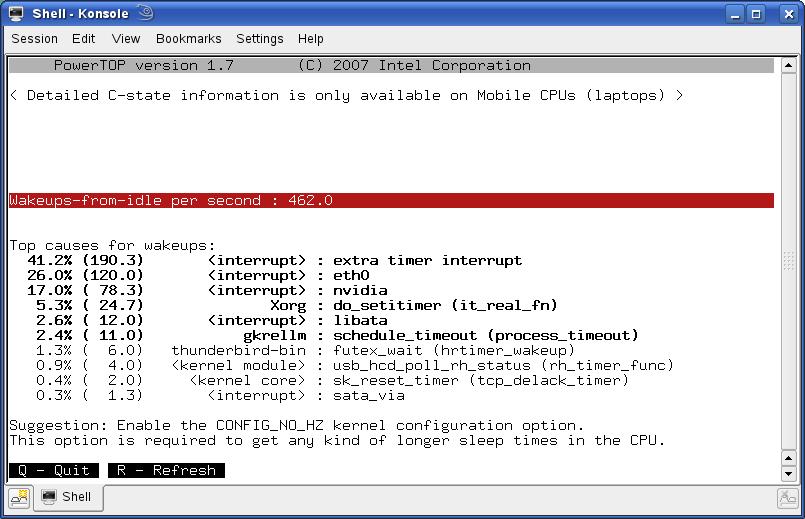 Shell - Konsole
Session Edit View Bookmarks Settings Help
PowerTOP version 1.7 (C) 2007 Intel Corporation
< Detailed C-state information is only available on Mobile CPUs (laptops) >
Wakeups-from-idle per second : 462.0
Top causes for wakeups:
41.2% (190.3) <interrupt> : extra timer interrupt
26.0% (120.0) <interrupt> : eth0
17.0% ( 78.3) <interrupt> : nvidia
5.3% ( 24.7) Xorg : do_setitimer (it_real_fn)
2.6% ( 12.0) <interrupt> : libata
2.4% ( 11.0) gkrellm : schedule_timeout (process_timeout)
1.3% ( 6.0) thunderbird-bin : futex_wait (hrtimer_wakeup)
0.9% ( 4.0) <kernel module> : usb_hcd_poll_rh_status (rh_timer_func)
0.4% ( 2.0) <kernel core> : sk_reset_timer (tcp_delack_timer)
0.3% ( 1.3) <interrupt> : sata_via
Suggestion: Enable the CONFIG_NO_HZ kernel configuration option.
This option is required to get any kind of longer sleep times in the CPU.
Q - Quit R - Refresh
Shell